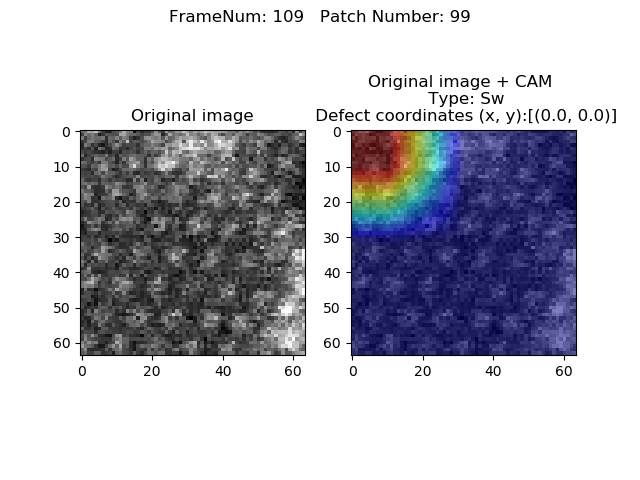 FrameNum: 109   Patch Number: 99
Original image
0
10
20
30
40
50
60
0 20 40 60
Original image + CAM
Type: Sw
Defect coordinates (x, y):[(0.0, 0.0)]
0
10
20
30
40
50
60
0 20 40 60